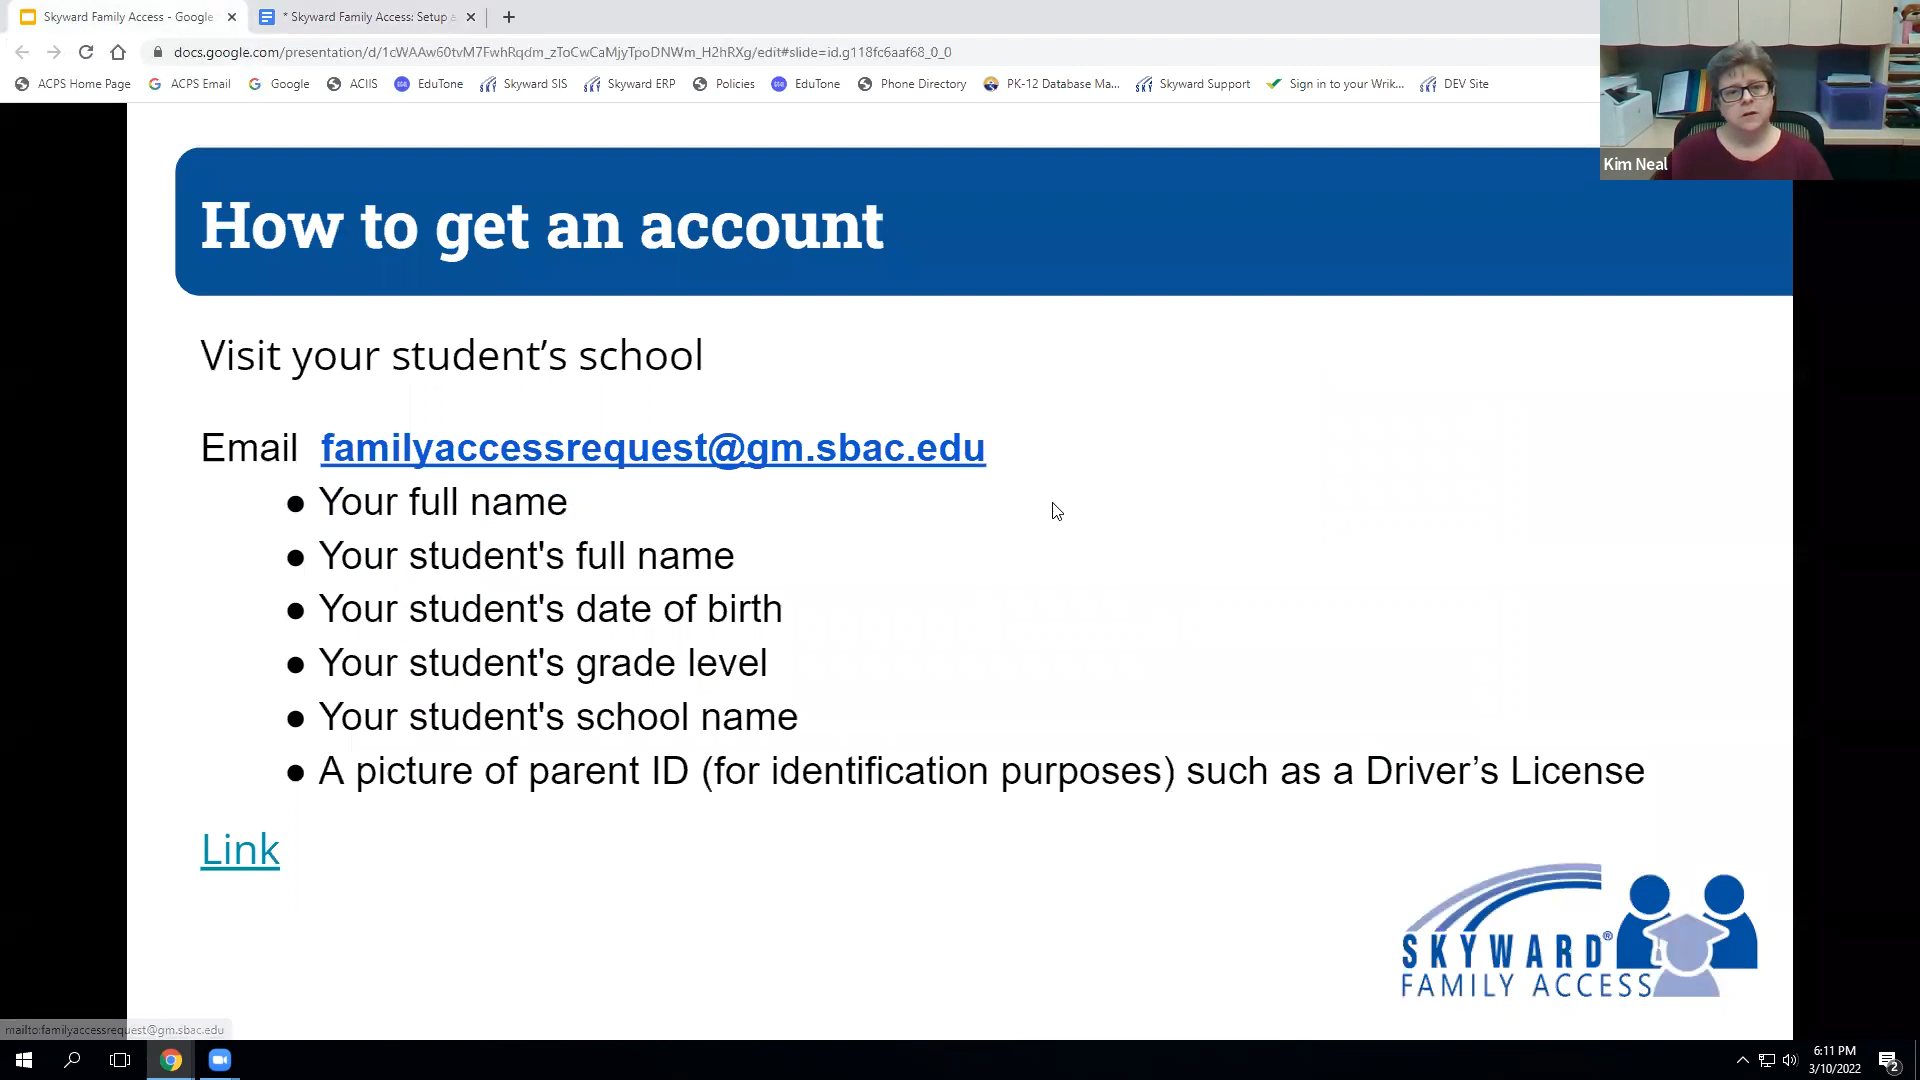 Skyward Family Access - Google
* Skyward Family Access: Setup
docs.google.com/presentation/d/1cWAAw60tvM7FwhRqdm_zToCwCaMjyTpoDNWm_H2hRXg/edit#slide=id.g118fc6aaf68_0_0
ACPS Home Page ACPS Email Google ACIIS EduTone Skyward SIS Skyward ERP Policies EduTone Phone Directory PK-12 Database Ma... Skyward Support Sign in to your Wrik... DEV Site
Kim Neal
How to get an account
Visit your student’s school
Email familyaccessrequest@gm.sbac.edu
● Your full name
● Your student's full name
● Your student's date of birth
● Your student's grade level
● Your student's school name
● A picture of parent ID (for identification purposes) such as a Driver’s License
Link
SKYWARD®
FAMILY ACCESS
mailto:familyaccessrequest@gm.sbac.edu
6:11 PM
3/10/2022
2